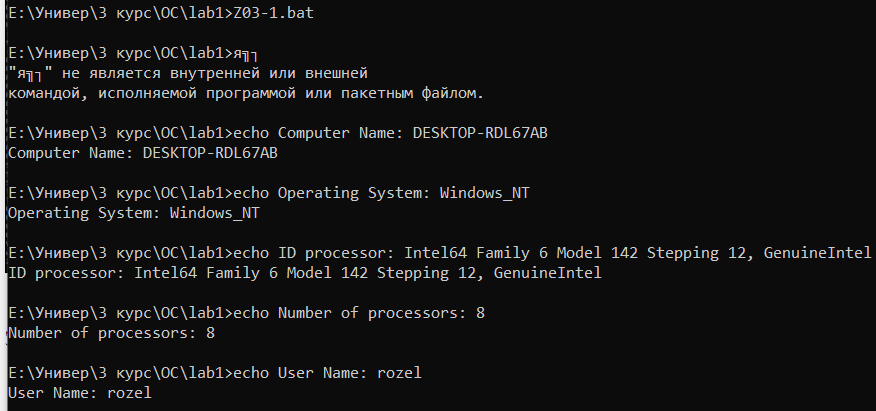 E:\Универ\3 курс\ОС\lab1>Z03-1.bat
E:\Универ\3 курс\ОС\lab1>я╗┐
"я╗┐" не является внутренней или внешней
командой, исполняемой программой или пакетным файлом.
E:\Универ\3 курс\ОС\lab1>echo Computer Name: DESKTOP-RDL67AB
Computer Name: DESKTOP-RDL67AB
E:\Универ\3 курс\ОС\lab1>echo Operating System: Windows_NT
Operating System: Windows_NT
E:\Универ\3 курс\ОС\lab1>echo ID processor: Intel64 Family 6 Model 142 Stepping 12, GenuineIntel
ID processor: Intel64 Family 6 Model 142 Stepping 12, GenuineIntel
E:\Универ\3 курс\ОС\lab1>echo Number of processors: 8
Number of processors: 8
E:\Универ\3 курс\ОС\lab1>echo User Name: rozel
User Name: rozel